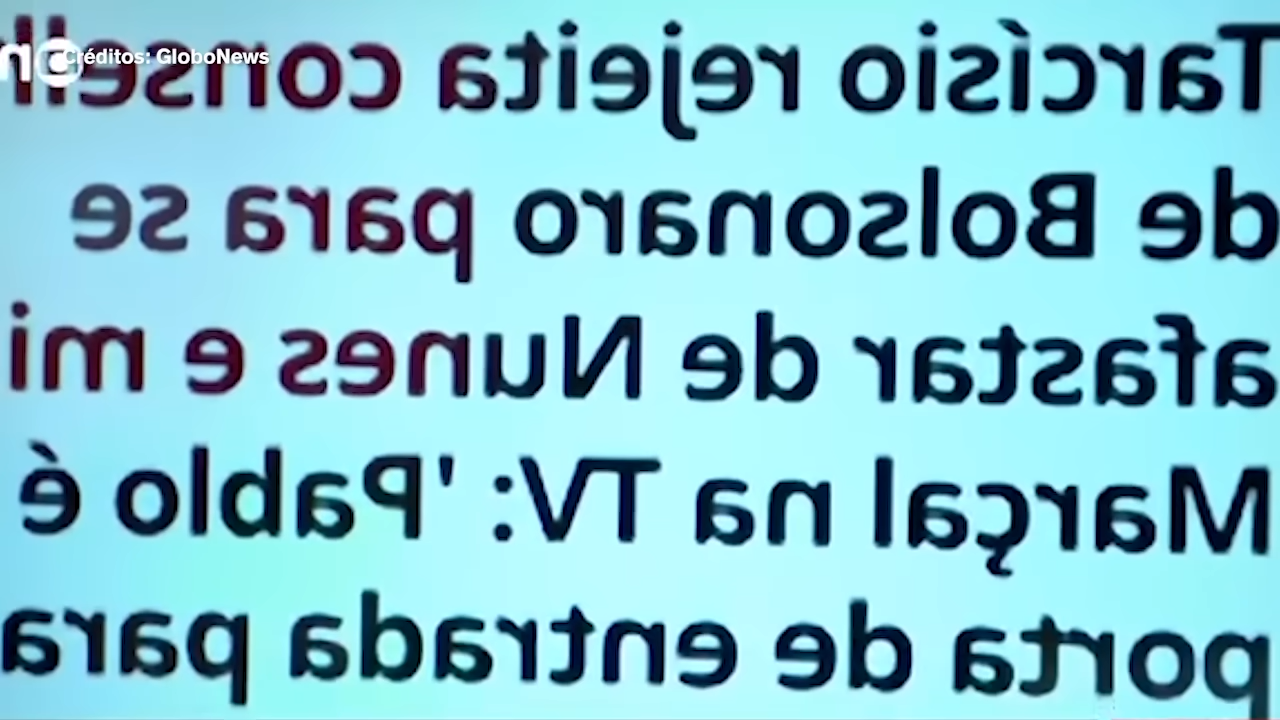 Créditos: GloboNews
Tarcísio rejeita
de Bolsonaro para se
afastar de Nunes e
Marçal na TV: 'Pablo é
porta de entrada para